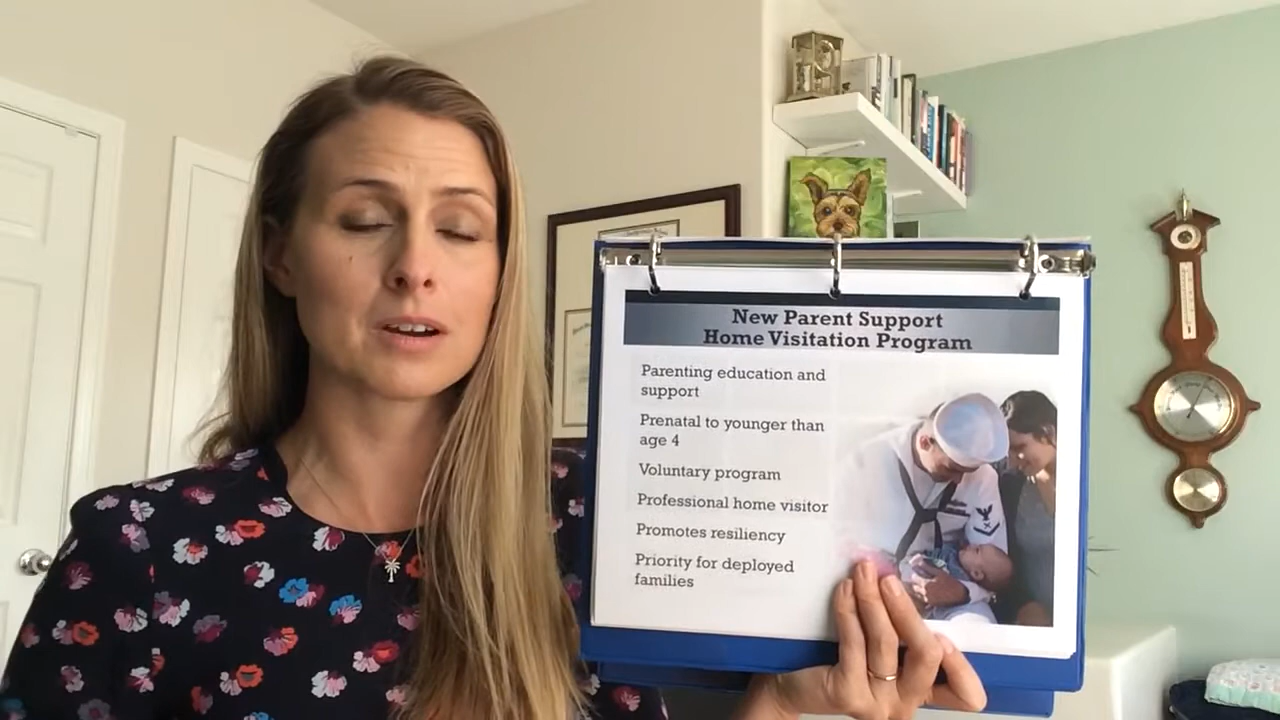 New Parent Support
Home Visitation Program
Parenting education and
support
Prenatal to younger than
age 4
Voluntary program
Professional home visitor
Promotes resiliency
Priority for deployed
families